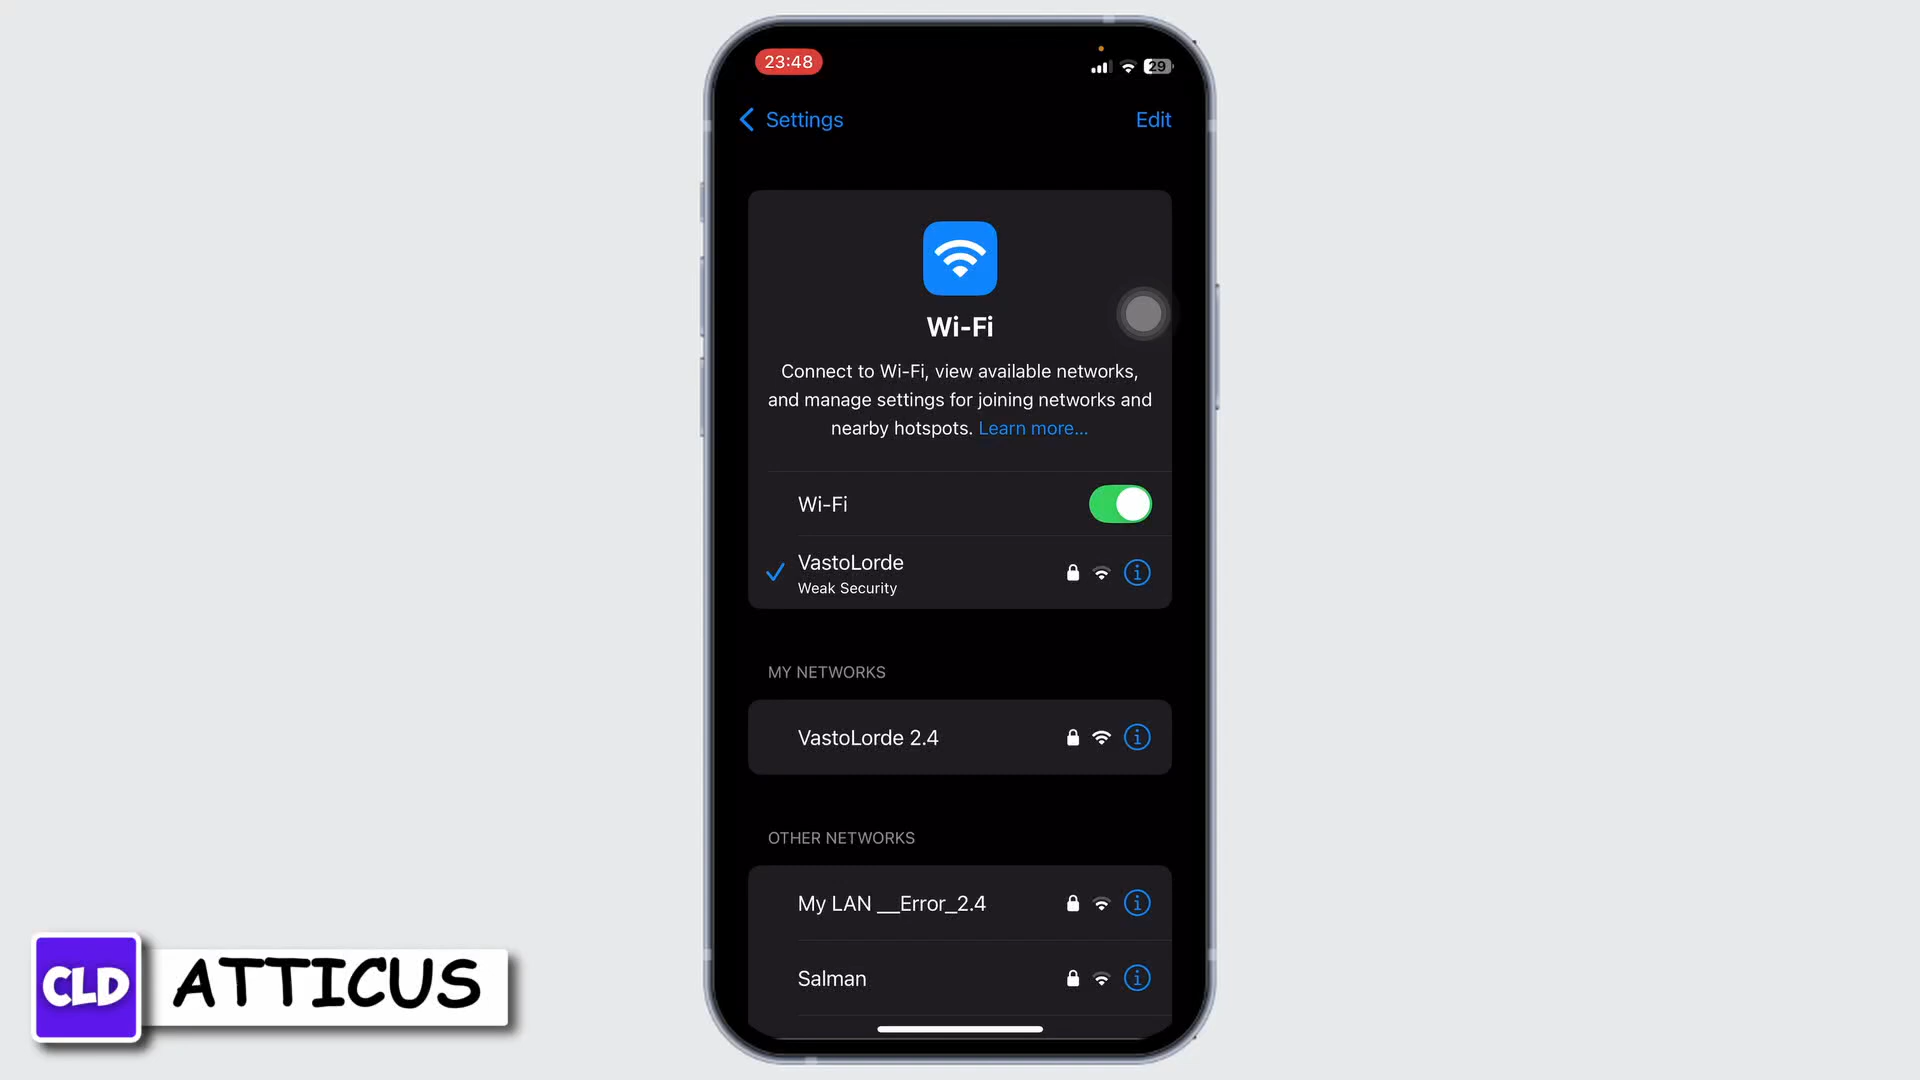 23:48
29
Settings
Edit
Wi-Fi
Connect to Wi-Fi, view available networks,
and manage settings for joining networks and
nearby hotspots. Learn more...
Wi-Fi
VastoLorde
Weak Security
MY NETWORKS
VastoLorde 2.4
OTHER NETWORKS
My LAN __Error_2.4
Salman
CLD ATTICUS